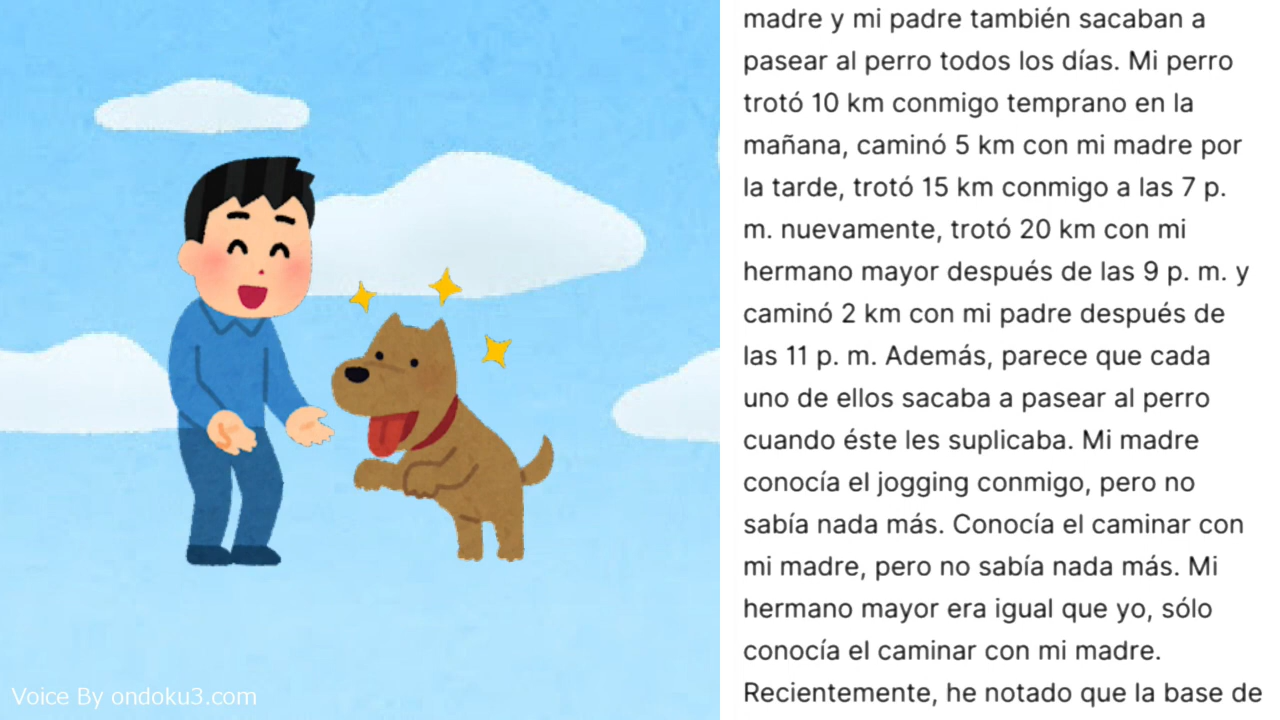 madre y mi padre también sacaban a
pasear al perro todos los días. Mi perro
trotó 10 km conmigo temprano en la
mañana, caminó 5 km con mi madre por
la tarde, trotó 15 km conmigo a las 7 p.
m. nuevamente, trotó 20 km con mi
hermano mayor después de las 9 p. m. y
caminó 2 km con mi padre después de
las 11 p. m. Además, parece que cada
uno de ellos sacaba a pasear al perro
cuando éste les suplicaba. Mi madre
conocía el jogging conmigo, pero no
sabía nada más. Conocía el caminar con
mi madre, pero no sabía nada más. Mi
hermano mayor era igual que yo, sólo
conocía el caminar con mi madre.
Recientemente, he notado que la base de
Voice By ondoku3.com